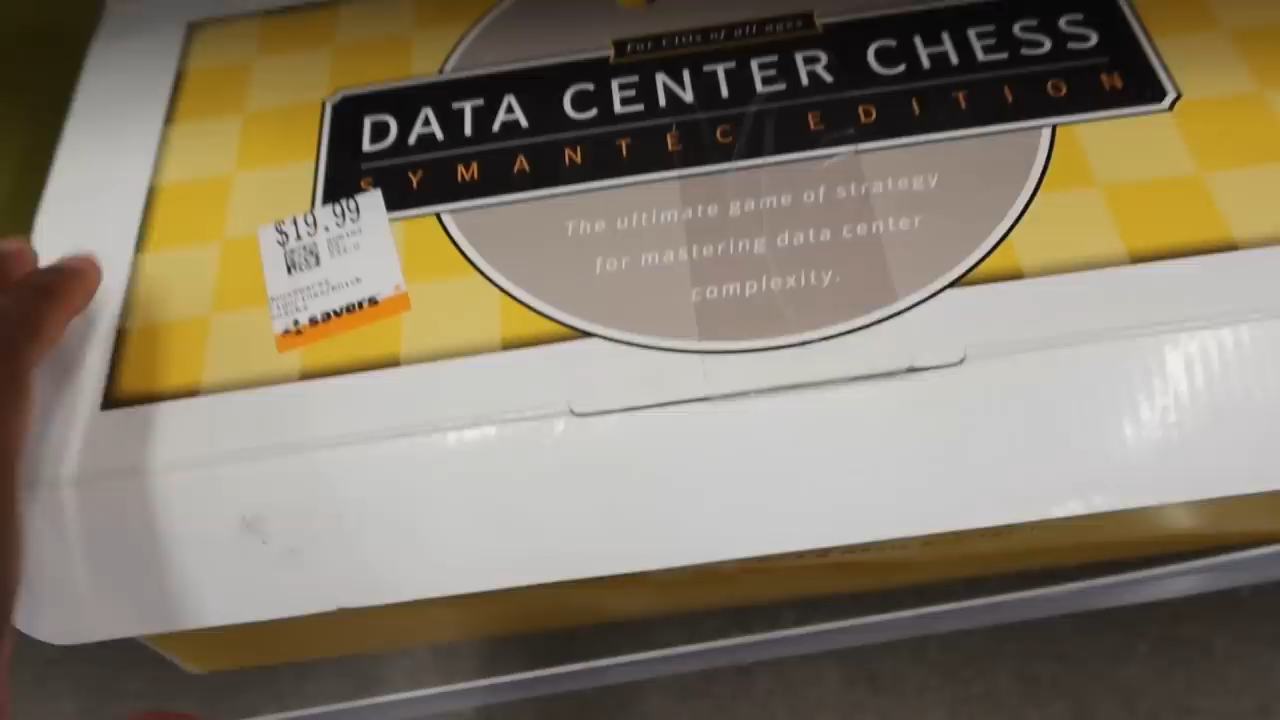 For CIOs of all ages
DATA CENTER CHESS
SYMANTEC EDITION
The ultimate game of strategy
for mastering data center
complexity.
$19.99
savers